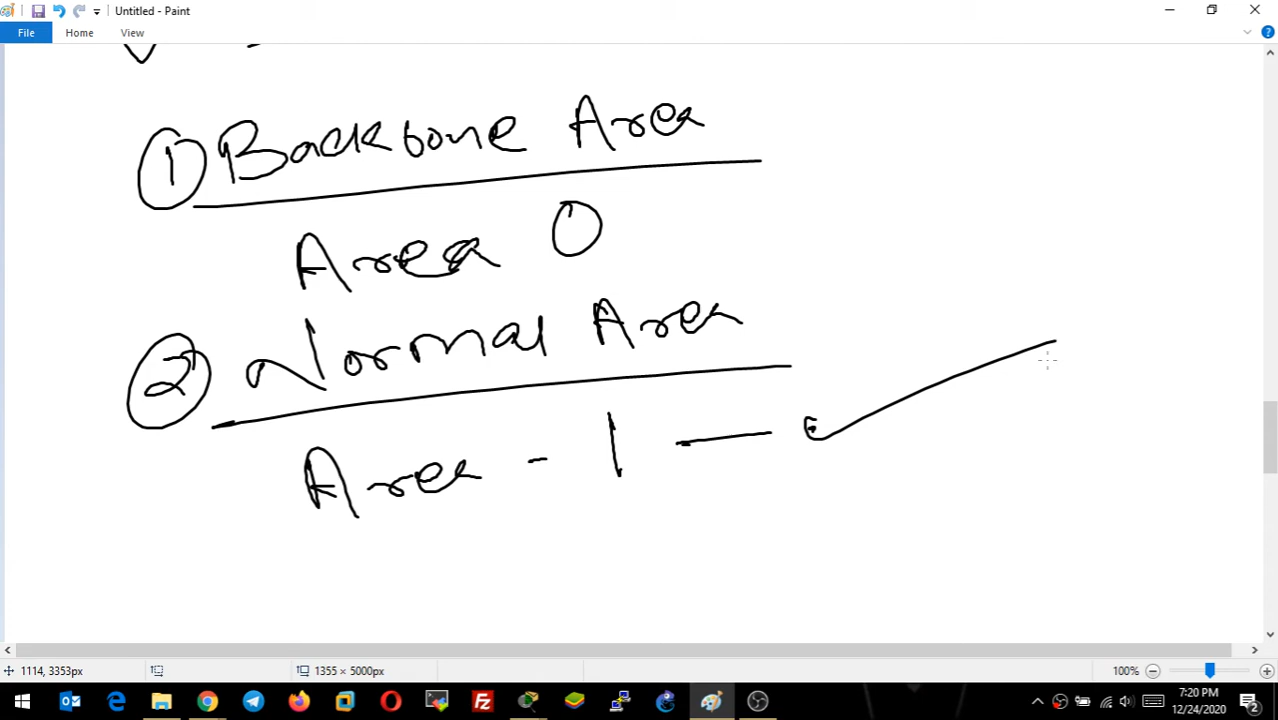 Untitled - Paint
File Home View
① Backbone Area
Area 0
② Normal Area
Area - 1 —
1114, 3353px
1355 × 5000px
100%
7:20 PM
12/24/2020
2